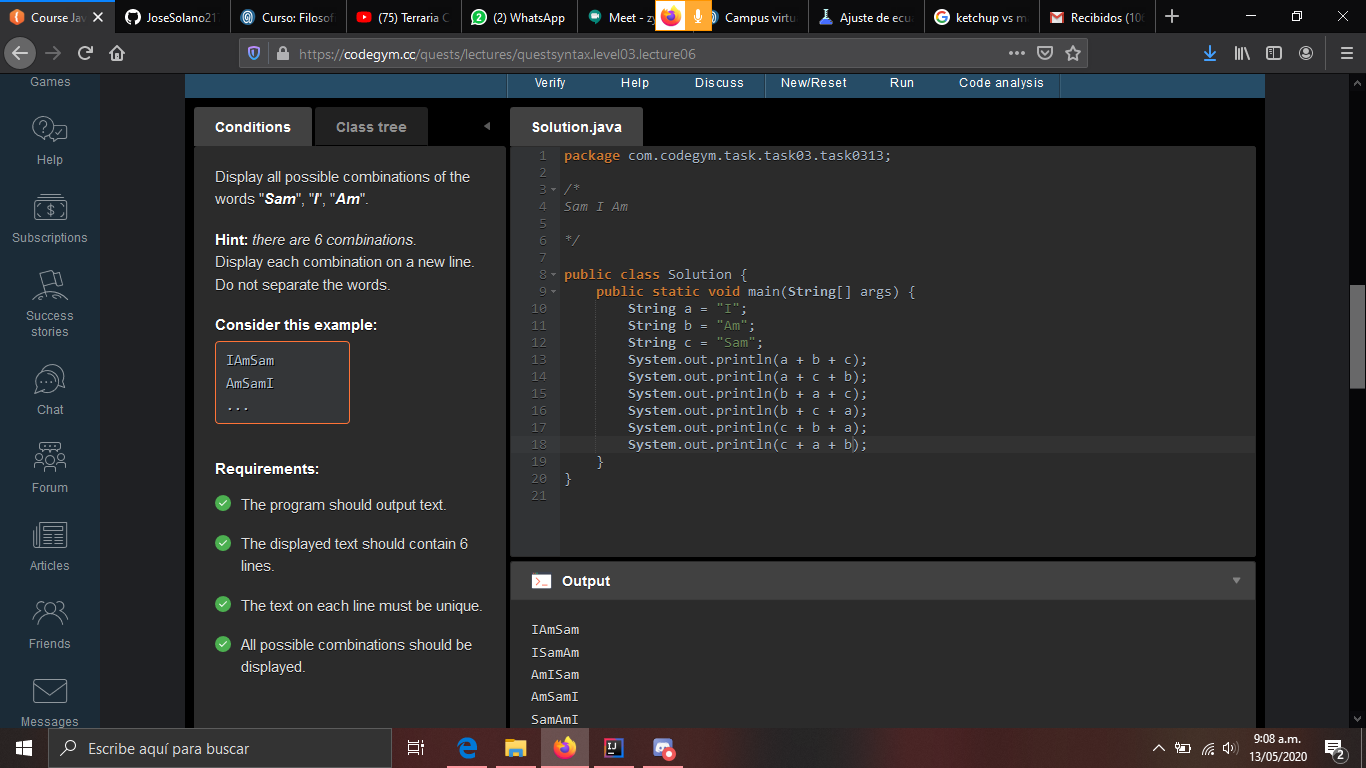 Course Jav
JoseSolano21
Curso: Filosof
(75) Terraria C
(2) WhatsApp
Meet - zy
Campus virtu
Ajuste de ecua
ketchup vs m
Recibidos (10
https://codegym.cc/quests/lectures/questsyntax.level03.lecture06
Games
Help
Subscriptions
Success
stories
Chat
Forum
Articles
Friends
Messages
Verify
Help
Discuss
New/Reset
Run
Code analysis
Conditions
Class tree
Display all possible combinations of the
words "Sam", "I", "Am".
Hint: there are 6 combinations.
Display each combination on a new line.
Do not separate the words.
Consider this example:
IAmSam
AmSamI
...
Requirements:
The program should output text.
The displayed text should contain 6
lines.
The text on each line must be unique.
All possible combinations should be
displayed.
Solution.java
1 package com.codegym.task.task03.task0313;
2
3 /*
4 Sam I Am
5
6 */
7
8 public class Solution {
9     public static void main(String[] args) {
10         String a = "I";
11         String b = "Am";
12         String c = "Sam";
13         System.out.println(a + b + c);
14         System.out.println(a + c + b);
15         System.out.println(b + a + c);
16         System.out.println(b + c + a);
17         System.out.println(c + b + a);
18         System.out.println(c + a + b);
19     }
20 }
21
Output
IAmSam
ISamAm
AmISam
AmSamI
SamAmI
Escribe aquí para buscar
9:08 a.m.
13/05/2020
2